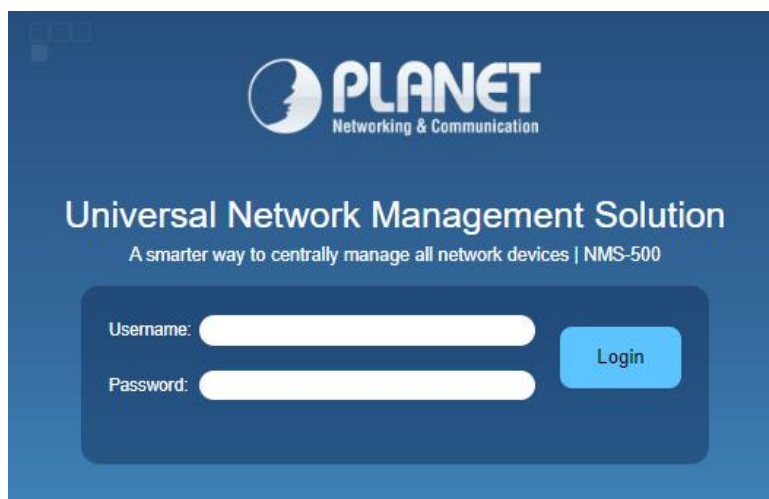 PLANET
Networking & Communication
Universal Network Management Solution
A smarter way to centrally manage all network devices | NMS-500
Username:
Login
Password: